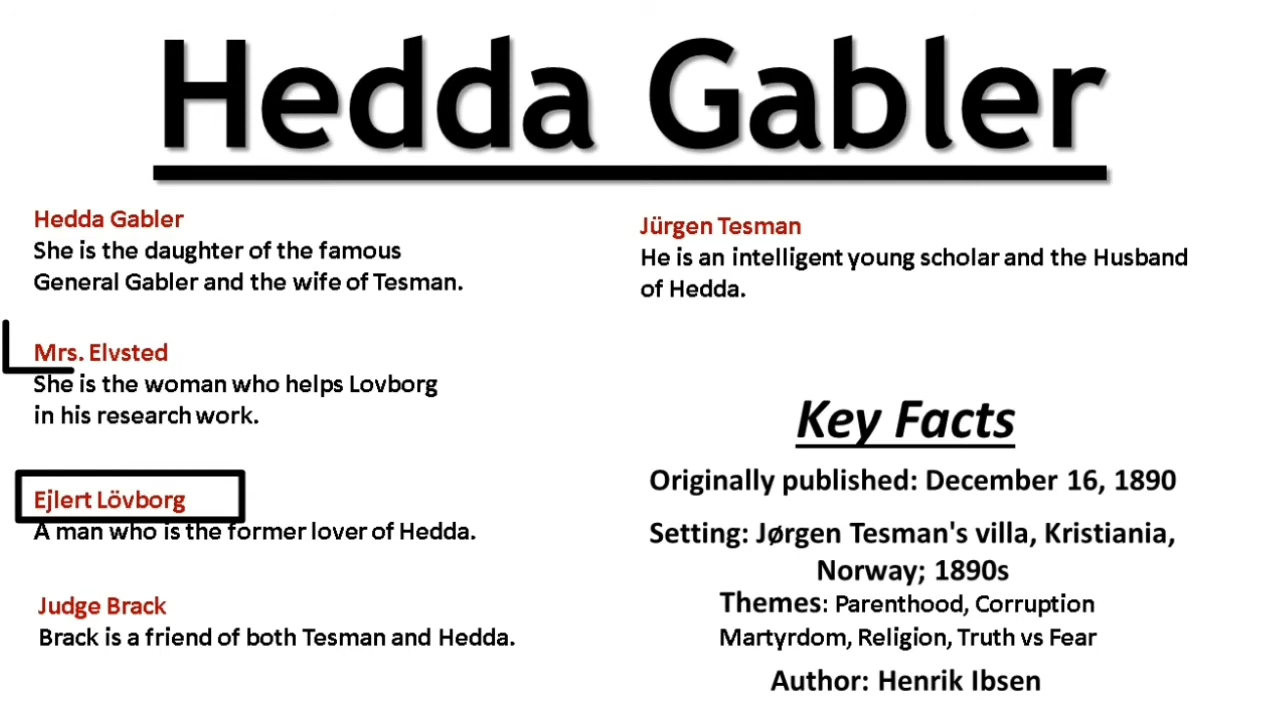 Hedda Gabler
Hedda Gabler
She is the daughter of the famous
General Gabler and the wife of Tesman.
Mrs. Elvsted
She is the woman who helps Lovborg
in his research work.
Ejlert Lövborg
A man who is the former lover of Hedda.
Judge Brack
Brack is a friend of both Tesman and Hedda.
Jürgen Tesman
He is an intelligent young scholar and the Husband
of Hedda.
Key Facts
Originally published: December 16, 1890
Setting: Jørgen Tesman's villa, Kristiania,
Norway; 1890s
Themes: Parenthood, Corruption
Martyrdom, Religion, Truth vs Fear
Author: Henrik Ibsen